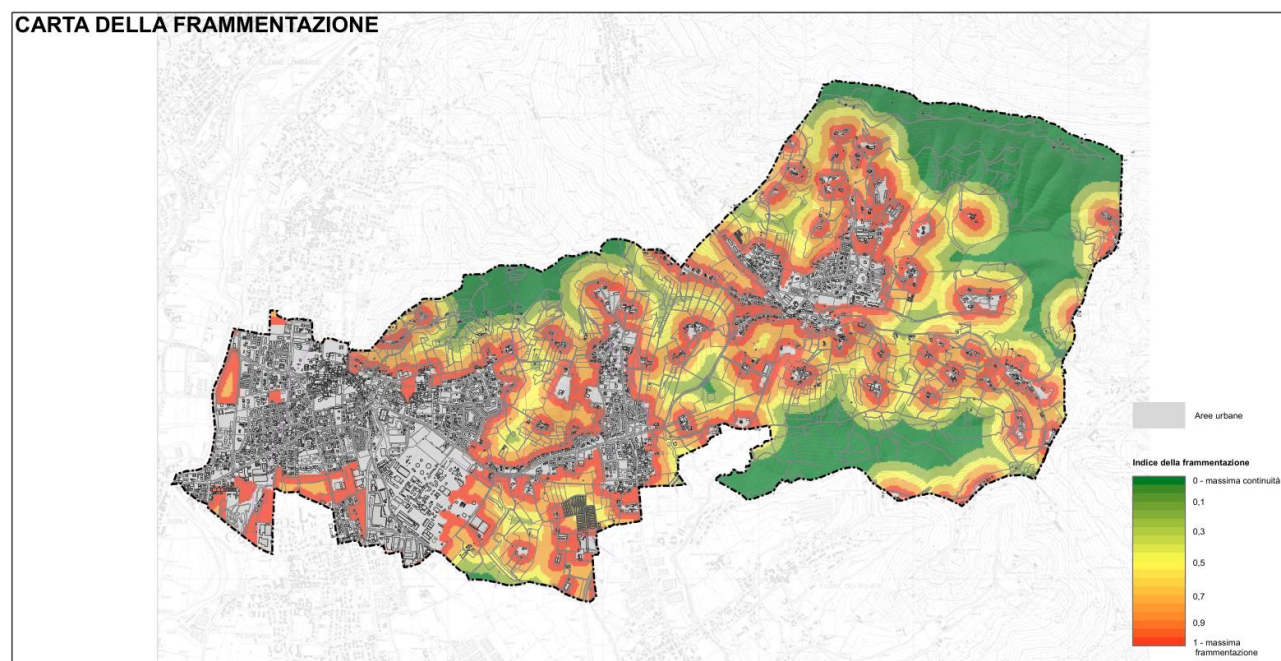 CARTA DELLA FRAMMENTAZIONE
Aree urbane
Indice della frammentazione
0 - massima continuità
0,1
0,3
0,5
0,7
0,9
1 - massima
frammentazione